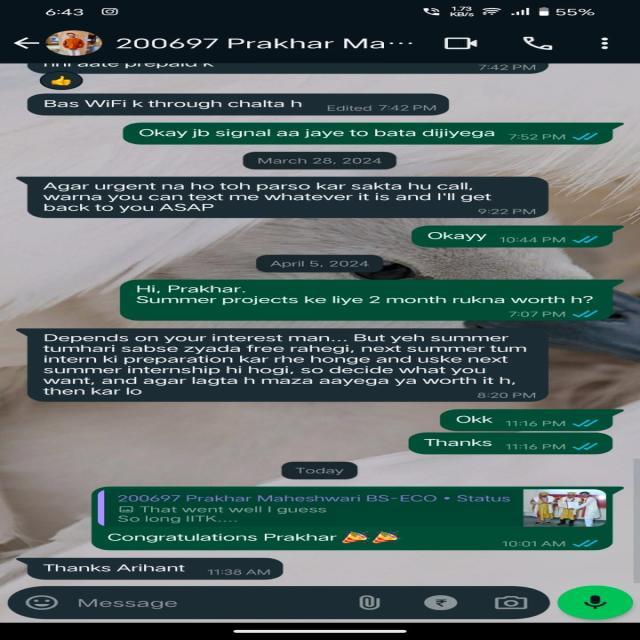 6:43
1.73
KB/s
55%
200697 Prakhar Ma...
nhi aate prepaid k
7:42 PM
Bas WiFi k through chalta h Edited 7:42 PM
Okay jb signal aa jaye to bata dijiyega 7:52 PM
March 28, 2024
Agar urgent na ho toh parso kar sakta hu call,
warna you can text me whatever it is and I'll get
back to you ASAP
9:22 PM
Okayy 10:44 PM
April 5, 2024
Hi, Prakhar.
Summer projects ke liye 2 month rukna worth h?
7:07 PM
Depends on your interest man... But yeh summer
tumhari sabse zyada free rahegi, next summer tum
intern ki preparation kar rhe honge and uske next
summer internship hi hogi, so decide what you
want, and agar lagta h maza aayega ya worth it h,
then kar lo
8:20 PM
Okk 11:16 PM
Thanks 11:16 PM
Today
200697 Prakhar Maheshwari BS-ECO • Status
That went well I guess
So long IITK....
Congratulations Prakhar 🎉🎉
10:01 AM
Thanks Arihant 11:38 AM
Message
₹